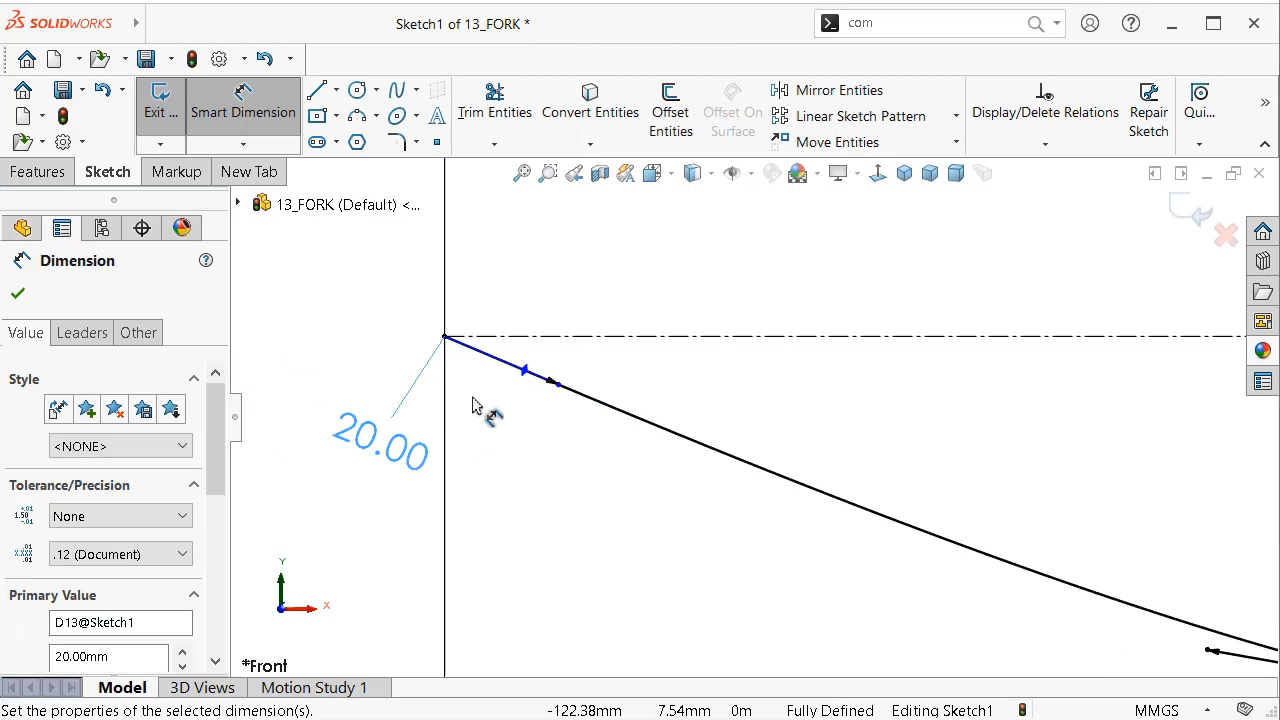 SOLIDWORKS
Sketch1 of 13_FORK *
com
Exit ...
Smart Dimension
Trim Entities
Convert Entities
Offset Entities
Offset On Surface
Mirror Entities
Linear Sketch Pattern
Move Entities
Display/Delete Relations
Repair Sketch
Qui...
Features
Sketch
Markup
New Tab
13_FORK (Default) <...
Dimension
Value
Leaders
Other
Style
<NONE>
Tolerance/Precision
None
.12 (Document)
Primary Value
D13@Sketch1
20.00mm
20.00
Y
X
*Front
Model
3D Views
Motion Study 1
Set the properties of the selected dimension(s).
-122.38mm
7.54mm
0m
Fully Defined
Editing Sketch1
MMGS